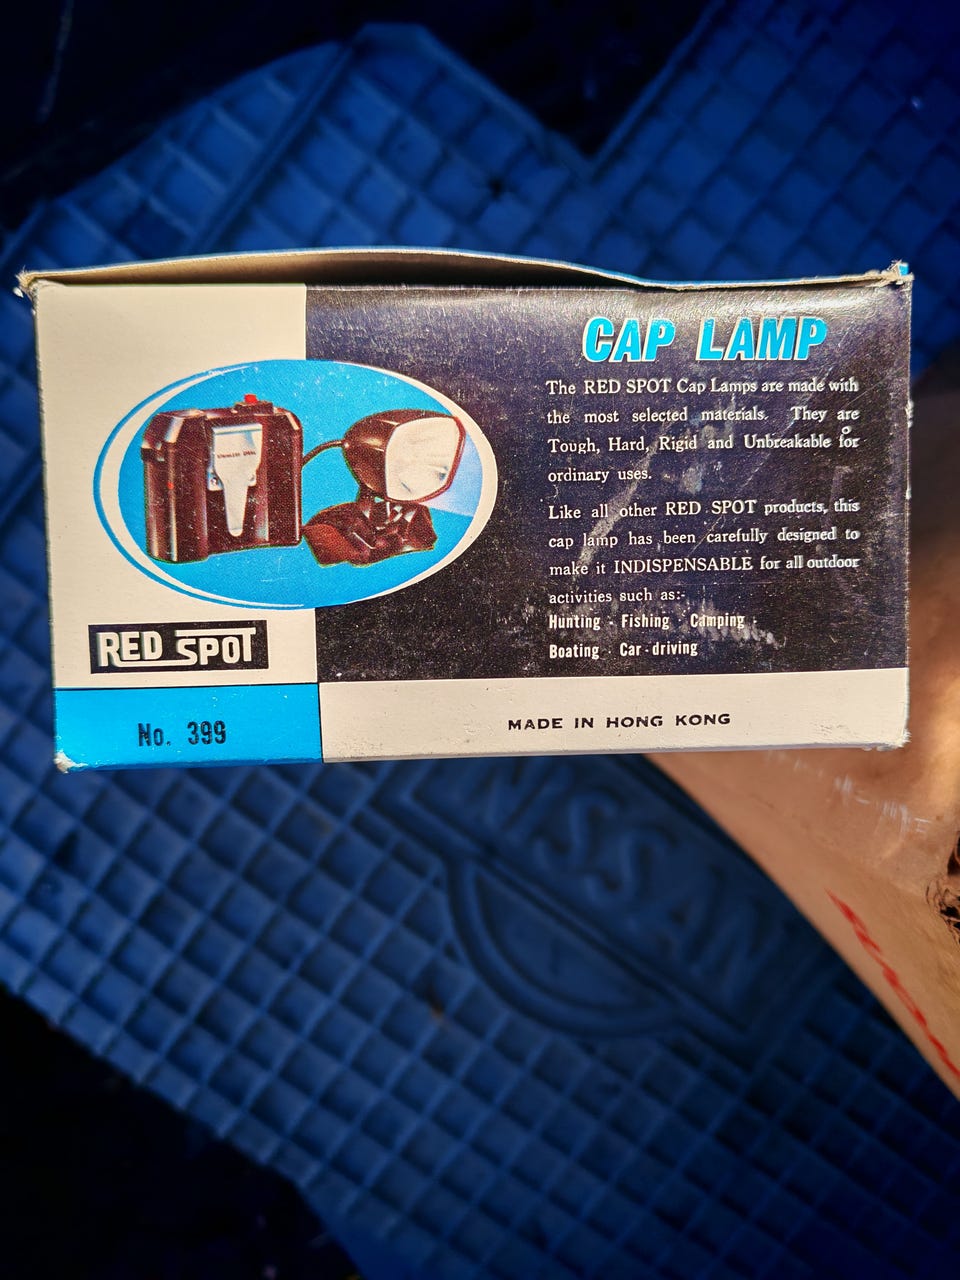 CAP LAMP
The RED SPOT Cap Lamps are made with
the most selected materials. They are
Tough, Hard, Rigid and Unbreakable for
ordinary uses.
Like all other RED SPOT products, this
cap lamp has been carefully designed to
make it INDISPENSABLE for all outdoor
activities such as:-
Hunting - Fishing · Camping -
Boating · Car-driving
STAINLESS STEEL
RED SPOT
No. 399
MADE IN HONG KONG
NISSAN